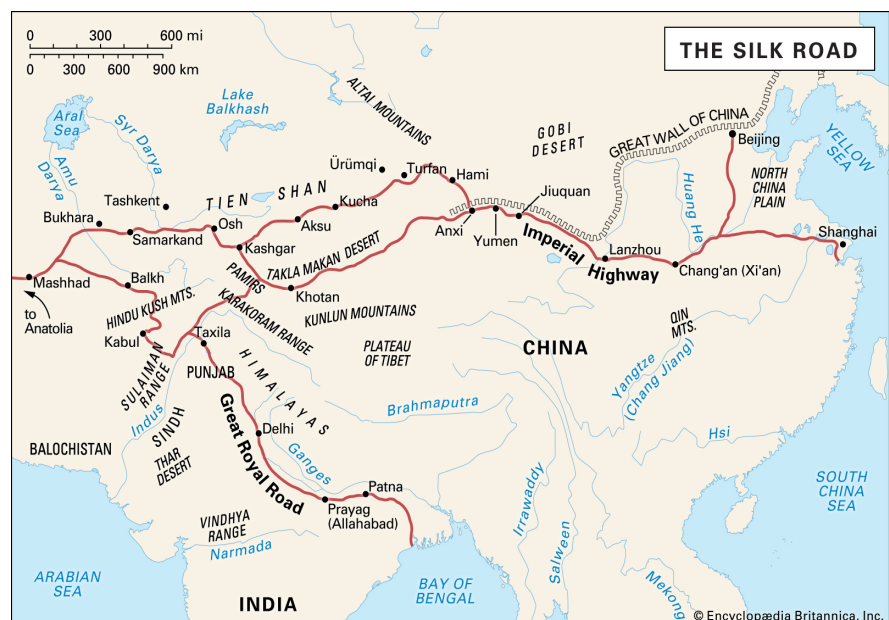 0 300 600 mi
0 300 600 900 km
THE SILK ROAD
ALTAI MOUNTAINS
Lake
Balkhash
Aral
Sea
Syr Darya
Amu
Darya
GOBI
DESERT
GREAT WALL OF CHINA
Beijing
YELLOW
SEA
Ürümqi
Turfan
Hami
TIEN SHAN
Kucha
Jiuquan
Huang He
NORTH
CHINA
PLAIN
Tashkent
Bukhara
Samarkand
Osh
Aksu
Anxi
Yumen
Imperial Highway
Lanzhou
Shanghai
Kashgar
TAKLA MAKAN DESERT
Chang'an (Xi'an)
Mashhad
Balkh
PAMIRS
Khotan
to
Anatolia
HINDU KUSH MTS.
KARAKORAM RANGE
KUNLUN MOUNTAINS
QIN
MTS.
Kabul
Taxila
PLATEAU
OF TIBET
CHINA
SULAIMAN
RANGE
PUNJAB
HIMALAYAS
Yangtze
(Chang Jiang)
Indus
SINDH
Great Royal Road
Brahmaputra
Delhi
Hsi
BALOCHISTAN
THAR
DESERT
Ganges
Patna
Prayag
(Allahabad)
SOUTH
CHINA
SEA
VINDHYA
RANGE
Narmada
Irrawaddy
Salween
Mekong
ARABIAN
SEA
BAY OF
BENGAL
INDIA
© Encyclopædia Britannica, Inc.